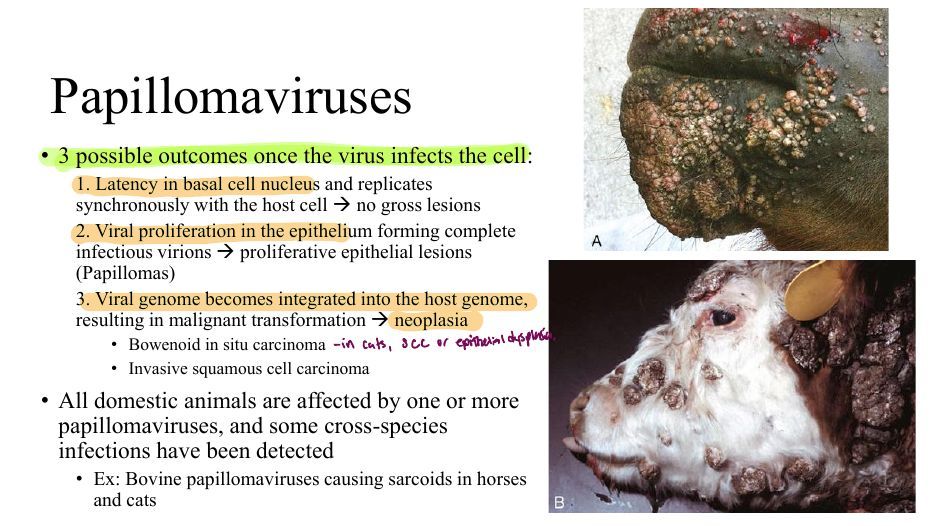 Papillomaviruses
• 3 possible outcomes once the virus infects the cell:
1. Latency in basal cell nucleus and replicates
synchronously with the host cell → no gross lesions
2. Viral proliferation in the epithelium forming complete
infectious virions → proliferative epithelial lesions
(Papillomas)
3. Viral genome becomes integrated into the host genome,
resulting in malignant transformation → neoplasia
• Bowenoid in situ carcinoma - in cats, SCC or epithelial dysplasia
• Invasive squamous cell carcinoma
• All domestic animals are affected by one or more
papillomaviruses, and some cross-species
infections have been detected
• Ex: Bovine papillomaviruses causing sarcoids in horses
and cats
A
B